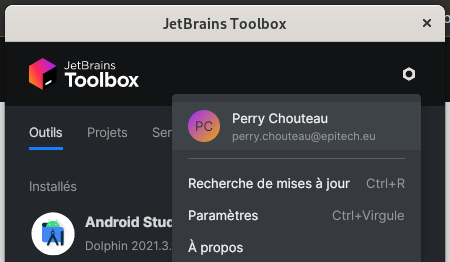 JetBrains Toolbox
JetBrains
Toolbox
PC
Perry Chouteau
perry.chouteau@epitech.eu
Outils Projets Ser
Recherche de mises à jour Ctrl+R
Installés
Paramètres Ctrl+Virgule
Android Stud
Dolphin 2021.3.
À propos